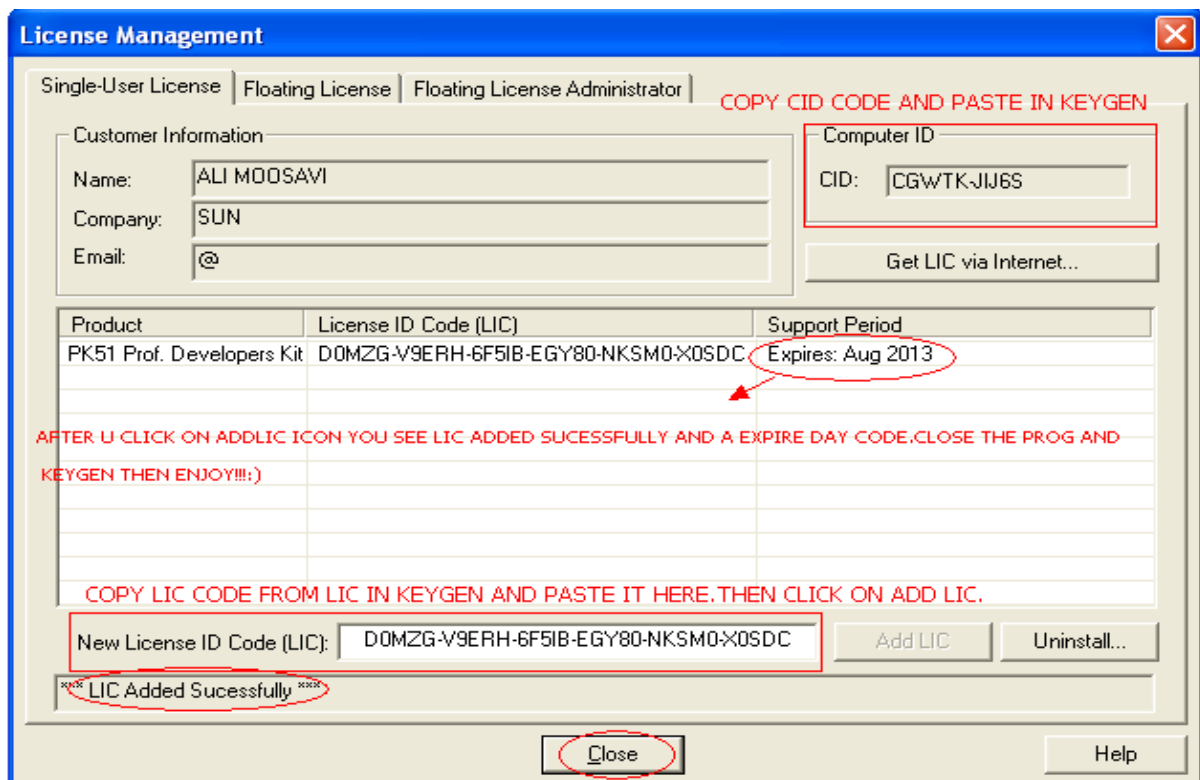 License Management
Single-User License
Floating License
Floating License Administrator
COPY CID CODE AND PASTE IN KEYGEN
Customer Information
Name: ALI MOOSAVI
Company: SUN
Email: @
Computer ID
CID: CGWTK-JIJ6S
Get LIC via Internet...
Product License ID Code (LIC) Support Period
PK51 Prof. Developers Kit D0MZG-V9ERH-6F5IB-EGY80-NKSM0-X0SDC Expires: Aug 2013
AFTER U CLICK ON ADDLIC ICON YOU SEE LIC ADDED SUCESSFULLY AND A EXPIRE DAY CODE.CLOSE THE PROG AND
KEYGEN THEN ENJOY!!!:)
COPY LIC CODE FROM LIC IN KEYGEN AND PASTE IT HERE.THEN CLICK ON ADD LIC.
New License ID Code (LIC): D0MZG-V9ERH-6F5IB-EGY80-NKSM0-X0SDC
Add LIC
Uninstall...
*** LIC Added Sucessfully ***
Close
Help